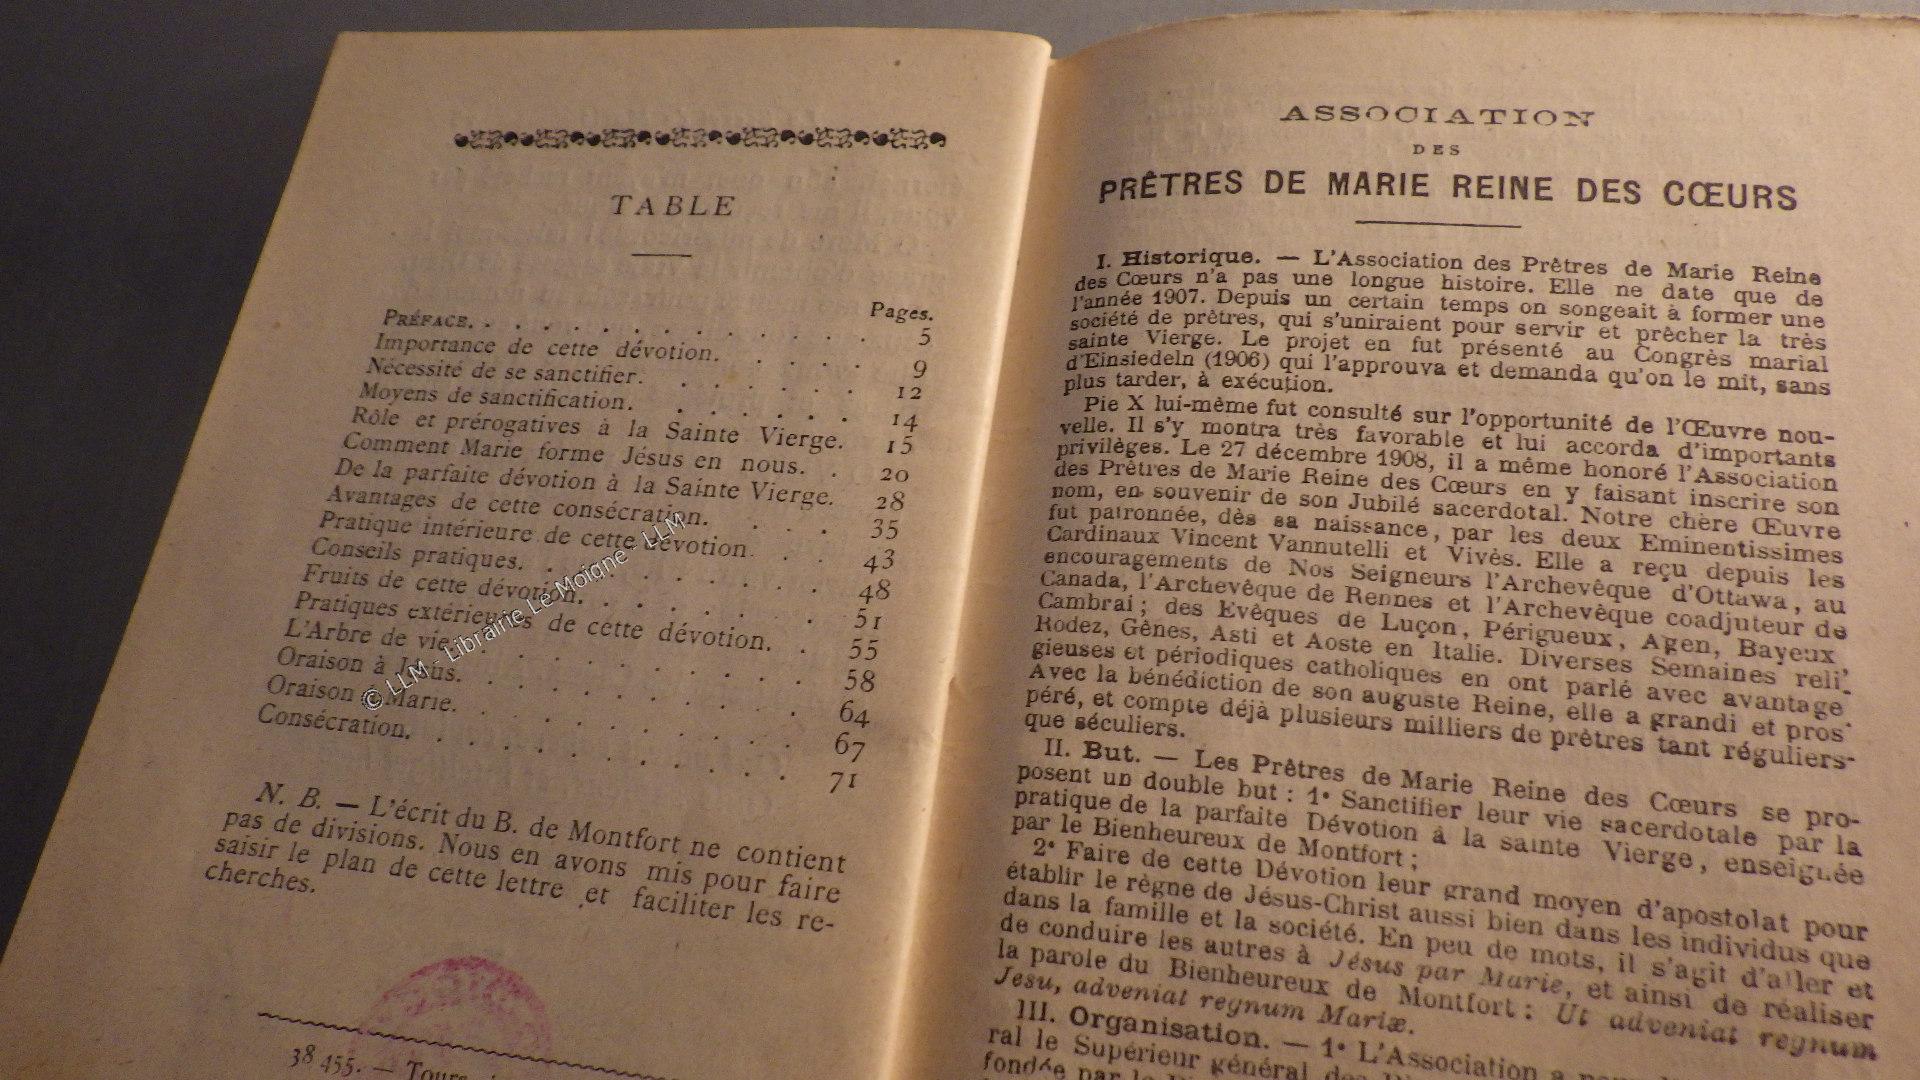 TABLE
Pages.
PRÉFACE. . . . . . . . . . . . . 5
Importance de cette dévotion. . . . . 9
Nécessité de se sanctifier. . . . . . 12
Moyens de sanctification. . . . . . . 14
Rôle et prérogatives à la Sainte Vierge. 15
Comment Marie forme Jésus en nous. . 20
De la parfaite dévotion à la Sainte Vierge. 28
Avantages de cette consécration. . . . 35
Pratique intérieure de cette dévotion. . . 43
Conseils pratiques. . . . . . . . . 48
Fruits de cette dévotion. . . . . . . 51
Pratiques extérieures de cette dévotion. . 55
L'Arbre de vie. . . . . . . . . . 58
Oraison à Jésus. . . . . . . . . . 64
Oraison à Marie. . . . . . . . . . 67
Consécration. . . . . . . . . . . 71
N. B. — L'écrit du B. de Montfort ne contient
pas de divisions. Nous en avons mis pour faire
saisir le plan de cette lettre et faciliter les re-
cherches.
38 455. — Tours
© LLM - Librairie Le Moigne - LLM
ASSOCIATION
DES
PRÊTRES DE MARIE REINE DES CŒURS
I. Historique. — L'Association des Prêtres de Marie Reine
des Cœurs n'a pas une longue histoire. Elle ne date que de
l'année 1907. Depuis un certain temps on songeait à former une
société de prêtres, qui s'uniraient pour servir et prêcher la très
sainte Vierge. Le projet en fut présenté au Congrès marial
d'Einsiedeln (1906) qui l'approuva et demanda qu'on le mit, sans
plus tarder, à exécution.
Pie X lui-même fut consulté sur l'opportunité de l'Œuvre nou-
velle. Il s'y montra très favorable et lui accorda d'importants
privilèges. Le 27 décembre 1908, il a même honoré l'Association
des Prêtres de Marie Reine des Cœurs en y faisant inscrire son
nom, en souvenir de son Jubilé sacerdotal. Notre chère Œuvre
fut patronnée, dès sa naissance, par les deux Eminentissimes
Cardinaux Vincent Vannutelli et Vivès. Elle a reçu depuis les
encouragements de Nos Seigneurs l'Archevêque d'Ottawa, au
Canada, l'Archevêque de Rennes et l'Archevêque coadjuteur de
Cambrai; des Evêques de Luçon, Périgueux, Agen, Bayeux
Rodez, Gênes, Asti et Aoste en Italie. Diverses Semaines reli-
gieuses et périodiques catholiques en ont parlé avec avantage
Avec la bénédiction de son auguste Reine, elle a grandi et pros-
péré, et compte déjà plusieurs milliers de prêtres tant réguliers-
que séculiers.
II. But. — Les Prêtres de Marie Reine des Cœurs se pro-
posent un double but : 1° Sanctifier leur vie sacerdotale par la
pratique de la parfaite Dévotion à la sainte Vierge, enseignée
par le Bienheureux de Montfort;
2° Faire de cette Dévotion leur grand moyen d'apostolat pour
établir le règne de Jésus-Christ aussi bien dans les individus que
dans la famille et la société. En peu de mots, il s'agit d'aller et
de conduire les autres à Jésus par Marie, et ainsi de réaliser
la parole du Bienheureux de Montfort : Ut adveniat regnum
Jesu, adveniat regnum Mariæ.
III. Organisation. — 1° L'Association a
ral le Supérieur général des
fondée par le